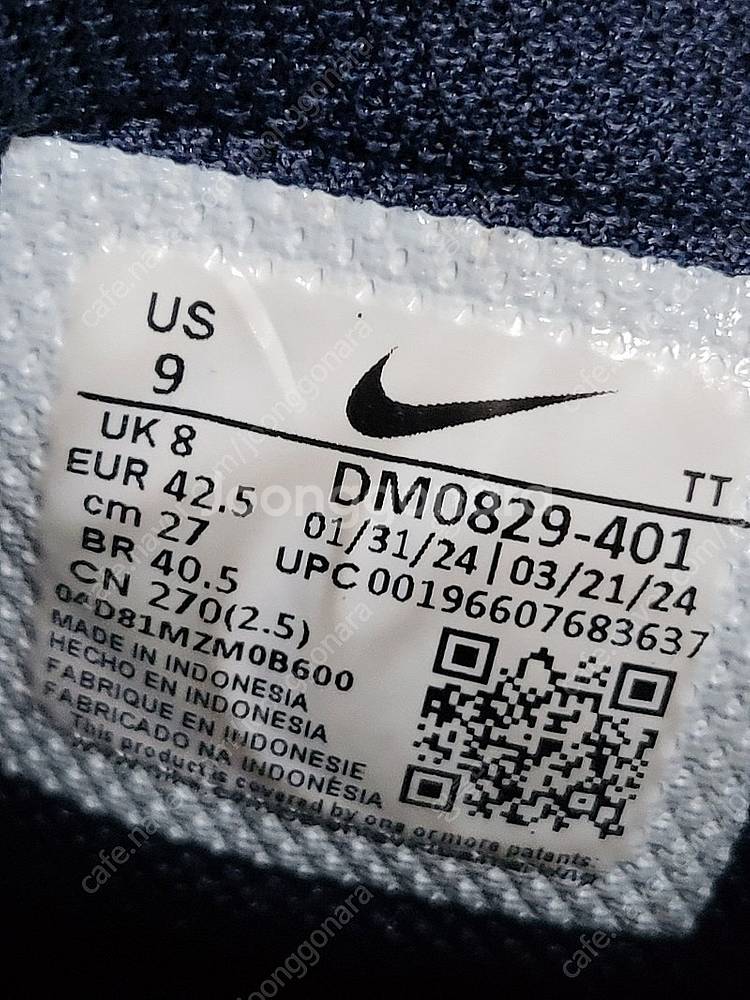 US
9
UK 8
EUR 42.5
cm 27
BR 40.5
CN 270(2.5)
04D81MZM0B600
MADE IN INDONESIA
HECHO EN INDONESIA
FABRIQUE EN INDONESIE
FABRICADO NA INDONÉSIA
This product is covered by one or more patents:
TT
DM0829-401
01/31/24 | 03/21/24
UPC 00196607683637
Joonggonara